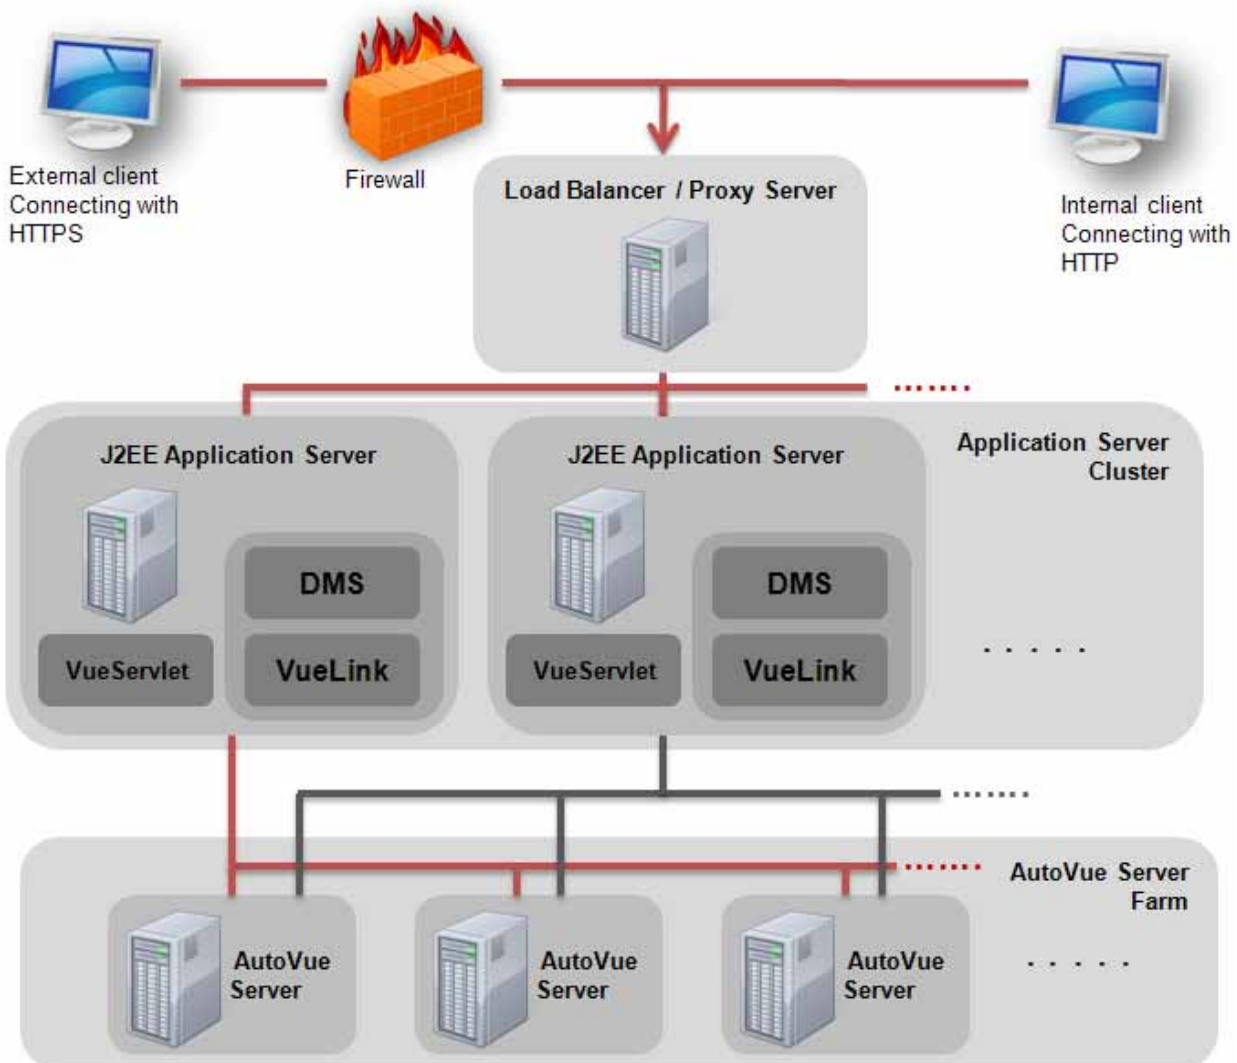 External client
Connecting with
HTTPS
Firewall
Load Balancer / Proxy Server
Internal client
Connecting with
HTTP
J2EE Application Server
J2EE Application Server
Application Server
Cluster
DMS
VueServlet
VueLink
DMS
VueServlet
VueLink
AutoVue Server
Farm
AutoVue
Server
AutoVue
Server
AutoVue
Server